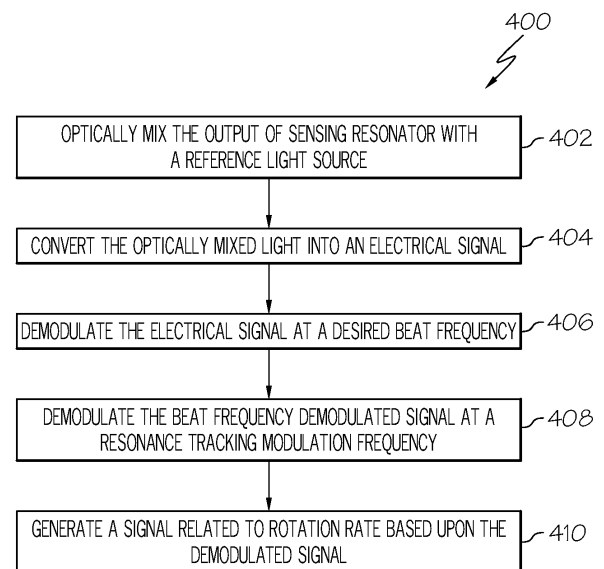 400
OPTICALLY MIX THE OUTPUT OF SENSING RESONATOR WITH
A REFERENCE LIGHT SOURCE
402
CONVERT THE OPTICALLY MIXED LIGHT INTO AN ELECTRICAL SIGNAL
404
DEMODULATE THE ELECTRICAL SIGNAL AT A DESIRED BEAT FREQUENCY
406
DEMODULATE THE BEAT FREQUENCY DEMODULATED SIGNAL AT A
RESONANCE TRACKING MODULATION FREQUENCY
408
GENERATE A SIGNAL RELATED TO ROTATION RATE BASED UPON THE
DEMODULATED SIGNAL
410